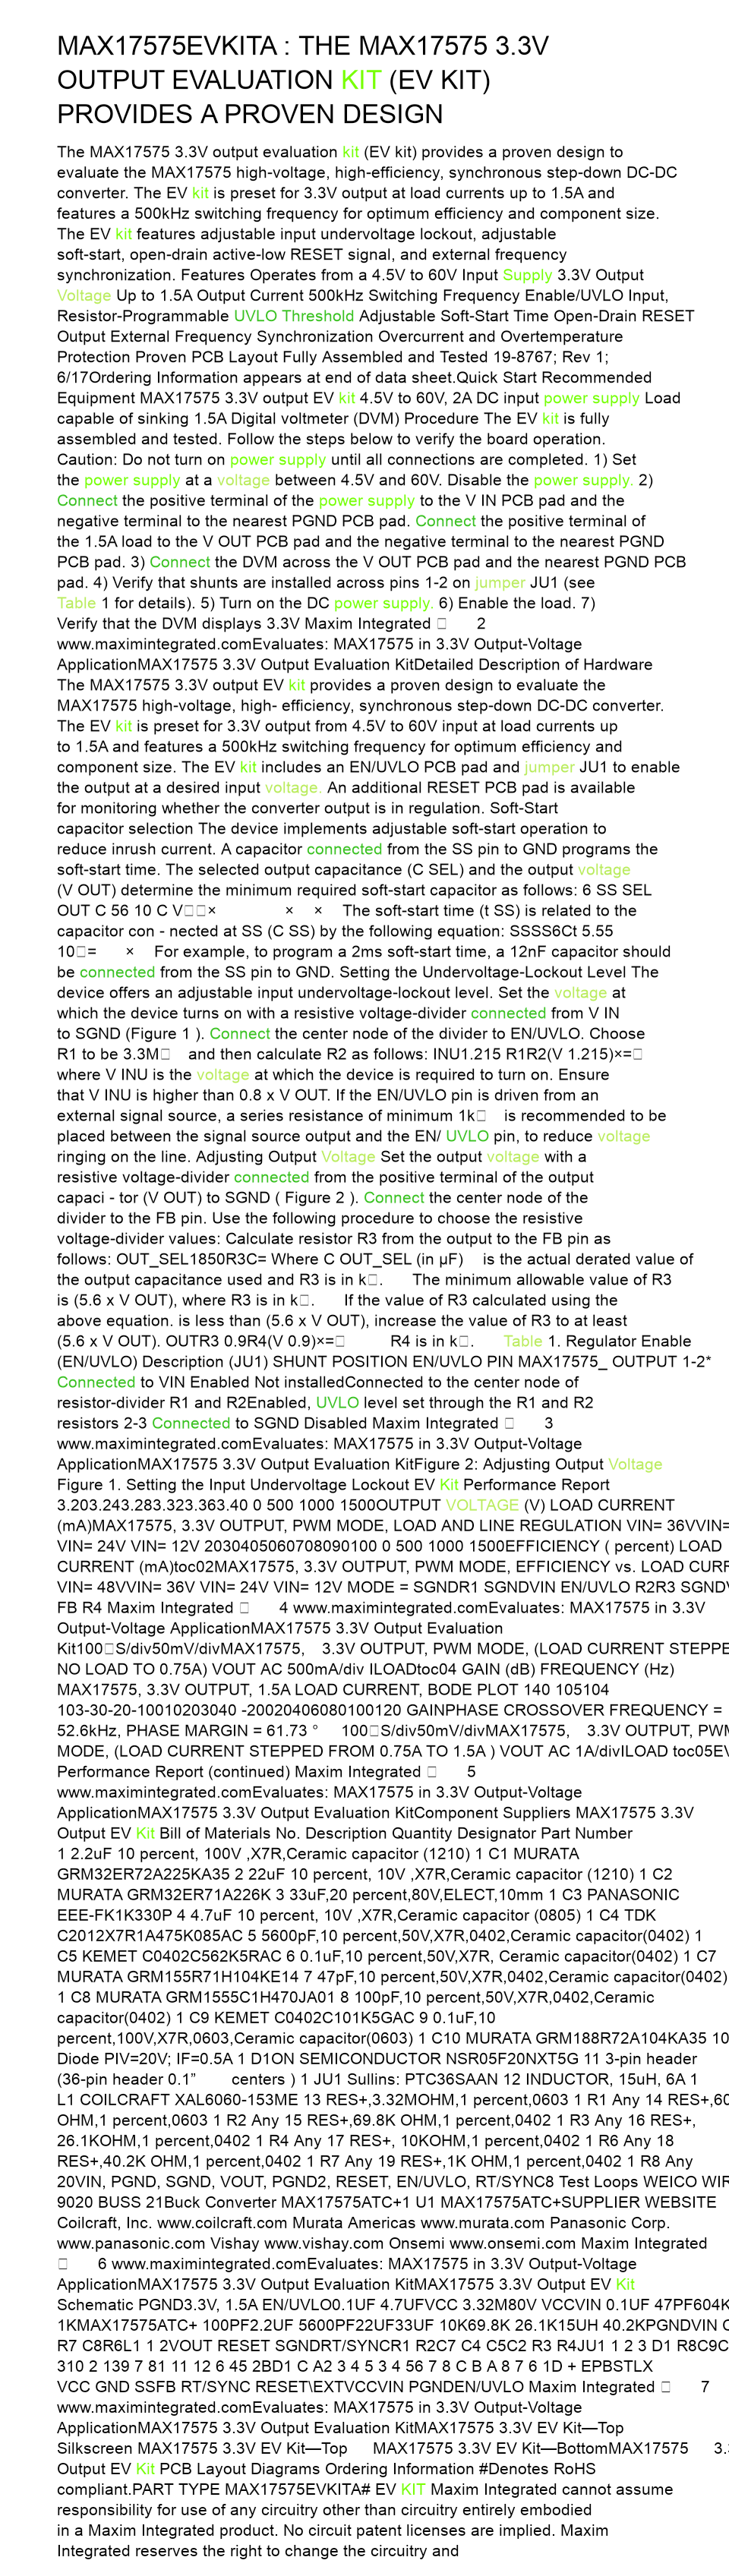 MAX17575EVKITA : THE MAX17575 3.3V
OUTPUT EVALUATION KIT (EV KIT)
PROVIDES A PROVEN DESIGN
The MAX17575 3.3V output evaluation kit (EV kit) provides a proven design to
evaluate the MAX17575 high-voltage, high-efficiency, synchronous step-down DC-DC
converter. The EV kit is preset for 3.3V output at load currents up to 1.5A and
features a 500kHz switching frequency for optimum efficiency and component size.
The EV kit features adjustable input undervoltage lockout, adjustable
soft-start, open-drain active-low RESET signal, and external frequency
synchronization. Features Operates from a 4.5V to 60V Input Supply 3.3V Output
Voltage Up to 1.5A Output Current 500kHz Switching Frequency Enable/UVLO Input,
Resistor-Programmable UVLO Threshold Adjustable Soft-Start Time Open-Drain RESET
Output External Frequency Synchronization Overcurrent and Overtemperature
Protection Proven PCB Layout Fully Assembled and Tested 19-8767; Rev 1;
6/17Ordering Information appears at end of data sheet.Quick Start Recommended
Equipment MAX17575 3.3V output EV kit 4.5V to 60V, 2A DC input power supply Load
capable of sinking 1.5A Digital voltmeter (DVM) Procedure The EV kit is fully
assembled and tested. Follow the steps below to verify the board operation.
Caution: Do not turn on power supply until all connections are completed. 1) Set
the power supply at a voltage between 4.5V and 60V. Disable the power supply. 2)
Connect the positive terminal of the power supply to the V IN PCB pad and the
negative terminal to the nearest PGND PCB pad. Connect the positive terminal of
the 1.5A load to the V OUT PCB pad and the negative terminal to the nearest PGND
PCB pad. 3) Connect the DVM across the V OUT PCB pad and the nearest PGND PCB
pad. 4) Verify that shunts are installed across pins 1-2 on jumper JU1 (see
Table 1 for details). 5) Turn on the DC power supply. 6) Enable the load. 7)
Verify that the DVM displays 3.3V Maxim Integrated □ 2
www.maximintegrated.comEvaluates: MAX17575 in 3.3V Output-Voltage
ApplicationMAX17575 3.3V Output Evaluation KitDetailed Description of Hardware
The MAX17575 3.3V output EV kit provides a proven design to evaluate the
MAX17575 high-voltage, high- efficiency, synchronous step-down DC-DC converter.
The EV kit is preset for 3.3V output from 4.5V to 60V input at load currents up
to 1.5A and features a 500kHz switching frequency for optimum efficiency and
component size. The EV kit includes an EN/UVLO PCB pad and jumper JU1 to enable
the output at a desired input voltage. An additional RESET PCB pad is available
for monitoring whether the converter output is in regulation. Soft-Start
capacitor selection The device implements adjustable soft-start operation to
reduce inrush current. A capacitor connected from the SS pin to GND programs the
soft-start time. The selected output capacitance (C SEL) and the output voltage
(V OUT) determine the minimum required soft-start capacitor as follows: 6 SS SEL
OUT C 56 10 C V□□× × × The soft-start time (t SS) is related to the
capacitor con - nected at SS (C SS) by the following equation: SSSS6Ct 5.55
10□= × For example, to program a 2ms soft-start time, a 12nF capacitor should
be connected from the SS pin to GND. Setting the Undervoltage-Lockout Level The
device offers an adjustable input undervoltage-lockout level. Set the voltage at
which the device turns on with a resistive voltage-divider connected from V IN
to SGND (Figure 1 ). Connect the center node of the divider to EN/UVLO. Choose
R1 to be 3.3M□ and then calculate R2 as follows: INU1.215 R1R2(V 1.215)×=□
where V INU is the voltage at which the device is required to turn on. Ensure
that V INU is higher than 0.8 x V OUT. If the EN/UVLO pin is driven from an
external signal source, a series resistance of minimum 1k□ is recommended to be
placed between the signal source output and the EN/ UVLO pin, to reduce voltage
ringing on the line. Adjusting Output Voltage Set the output voltage with a
resistive voltage-divider connected from the positive terminal of the output
capaci - tor (V OUT) to SGND ( Figure 2 ). Connect the center node of the
divider to the FB pin. Use the following procedure to choose the resistive
voltage-divider values: Calculate resistor R3 from the output to the FB pin as
follows: OUT_SEL1850R3C= Where C OUT_SEL (in µF) is the actual derated value of
the output capacitance used and R3 is in k□. The minimum allowable value of R3
is (5.6 x V OUT), where R3 is in k□. If the value of R3 calculated using the
above equation. is less than (5.6 x V OUT), increase the value of R3 to at least
(5.6 x V OUT). OUTR3 0.9R4(V 0.9)×=□ R4 is in k□. Table 1. Regulator Enable
(EN/UVLO) Description (JU1) SHUNT POSITION EN/UVLO PIN MAX17575_ OUTPUT 1-2*
Connected to VIN Enabled Not installedConnected to the center node of
resistor-divider R1 and R2Enabled, UVLO level set through the R1 and R2
resistors 2-3 Connected to SGND Disabled Maxim Integrated □ 3
www.maximintegrated.comEvaluates: MAX17575 in 3.3V Output-Voltage
ApplicationMAX17575 3.3V Output Evaluation KitFigure 2: Adjusting Output Voltage
Figure 1. Setting the Input Undervoltage Lockout EV Kit Performance Report
3.203.243.283.323.363.40 0 500 1000 1500OUTPUT VOLTAGE (V) LOAD CURRENT
(mA)MAX17575, 3.3V OUTPUT, PWM MODE, LOAD AND LINE REGULATION VIN= 36VVIN=
VIN= 24V VIN= 12V 2030405060708090100 0 500 1000 1500EFFICIENCY ( percent) LOAD
CURRENT (mA)toc02MAX17575, 3.3V OUTPUT, PWM MODE, EFFICIENCY vs. LOAD CURR
VIN= 48VVIN= 36V VIN= 24V VIN= 12V MODE = SGNDR1 SGNDVIN EN/UVLO R2R3 SGNDV
FB R4 Maxim Integrated □ 4 www.maximintegrated.comEvaluates: MAX17575 in 3.3V
Output-Voltage ApplicationMAX17575 3.3V Output Evaluation
Kit100□S/div50mV/divMAX17575, 3.3V OUTPUT, PWM MODE, (LOAD CURRENT STEPPE
NO LOAD TO 0.75A) VOUT AC 500mA/div ILOADtoc04 GAIN (dB) FREQUENCY (Hz)
MAX17575, 3.3V OUTPUT, 1.5A LOAD CURRENT, BODE PLOT 140 105104
103-30-20-10010203040 -20020406080100120 GAINPHASE CROSSOVER FREQUENCY =
52.6kHz, PHASE MARGIN = 61.73 ° 100□S/div50mV/divMAX17575, 3.3V OUTPUT, PWM
MODE, (LOAD CURRENT STEPPED FROM 0.75A TO 1.5A ) VOUT AC 1A/divILOAD toc05EV
Performance Report (continued) Maxim Integrated □ 5
www.maximintegrated.comEvaluates: MAX17575 in 3.3V Output-Voltage
ApplicationMAX17575 3.3V Output Evaluation KitComponent Suppliers MAX17575 3.3V
Output EV Kit Bill of Materials No. Description Quantity Designator Part Number
1 2.2uF 10 percent, 100V ,X7R,Ceramic capacitor (1210) 1 C1 MURATA
GRM32ER72A225KA35 2 22uF 10 percent, 10V ,X7R,Ceramic capacitor (1210) 1 C2
MURATA GRM32ER71A226K 3 33uF,20 percent,80V,ELECT,10mm 1 C3 PANASONIC
EEE-FK1K330P 4 4.7uF 10 percent, 10V ,X7R,Ceramic capacitor (0805) 1 C4 TDK
C2012X7R1A475K085AC 5 5600pF,10 percent,50V,X7R,0402,Ceramic capacitor(0402) 1
C5 KEMET C0402C562K5RAC 6 0.1uF,10 percent,50V,X7R, Ceramic capacitor(0402) 1 C7
MURATA GRM155R71H104KE14 7 47pF,10 percent,50V,X7R,0402,Ceramic capacitor(0402)
1 C8 MURATA GRM1555C1H470JA01 8 100pF,10 percent,50V,X7R,0402,Ceramic
capacitor(0402) 1 C9 KEMET C0402C101K5GAC 9 0.1uF,10
percent,100V,X7R,0603,Ceramic capacitor(0603) 1 C10 MURATA GRM188R72A104KA35 10
Diode PIV=20V; IF=0.5A 1 D1ON SEMICONDUCTOR NSR05F20NXT5G 11 3-pin header
(36-pin header 0.1” centers ) 1 JU1 Sullins: PTC36SAAN 12 INDUCTOR, 15uH, 6A 1
L1 COILCRAFT XAL6060-153ME 13 RES+,3.32MOHM,1 percent,0603 1 R1 Any 14 RES+,60
OHM,1 percent,0603 1 R2 Any 15 RES+,69.8K OHM,1 percent,0402 1 R3 Any 16 RES+,
26.1KOHM,1 percent,0402 1 R4 Any 17 RES+, 10KOHM,1 percent,0402 1 R6 Any 18
RES+,40.2K OHM,1 percent,0402 1 R7 Any 19 RES+,1K OHM,1 percent,0402 1 R8 Any
20VIN, PGND, SGND, VOUT, PGND2, RESET, EN/UVLO, RT/SYNC8 Test Loops WEICO WIR
9020 BUSS 21Buck Converter MAX17575ATC+1 U1 MAX17575ATC+SUPPLIER WEBSITE
Coilcraft, Inc. www.coilcraft.com Murata Americas www.murata.com Panasonic Corp.
www.panasonic.com Vishay www.vishay.com Onsemi www.onsemi.com Maxim Integrated
□ 6 www.maximintegrated.comEvaluates: MAX17575 in 3.3V Output-Voltage
ApplicationMAX17575 3.3V Output Evaluation KitMAX17575 3.3V Output EV Kit
Schematic PGND3.3V, 1.5A EN/UVLO0.1UF 4.7UFVCC 3.32M80V VCCVIN 0.1UF 47PF604K
1KMAX17575ATC+ 100PF2.2UF 5600PF22UF33UF 10K69.8K 26.1K15UH 40.2KPGNDVIN C
R7 C8R6L1 1 2VOUT RESET SGNDRT/SYNCR1 R2C7 C4 C5C2 R3 R4JU1 1 2 3 D1 R8C9C
310 2 139 7 81 11 12 6 45 2BD1 C A2 3 4 5 3 4 56 7 8 C B A 8 7 6 1D + EPBSTLX
VCC GND SSFB RT/SYNC RESET\EXTVCCVIN PGNDEN/UVLO Maxim Integrated □ 7
www.maximintegrated.comEvaluates: MAX17575 in 3.3V Output-Voltage
ApplicationMAX17575 3.3V Output Evaluation KitMAX17575 3.3V EV Kit—Top
Silkscreen MAX17575 3.3V EV Kit—Top MAX17575 3.3V EV Kit—BottomMAX17575 3.3
Output EV Kit PCB Layout Diagrams Ordering Information #Denotes RoHS
compliant.PART TYPE MAX17575EVKITA# EV KIT Maxim Integrated cannot assume
responsibility for use of any circuitry other than circuitry entirely embodied
in a Maxim Integrated product. No circuit patent licenses are implied. Maxim
Integrated reserves the right to change the circuitry and